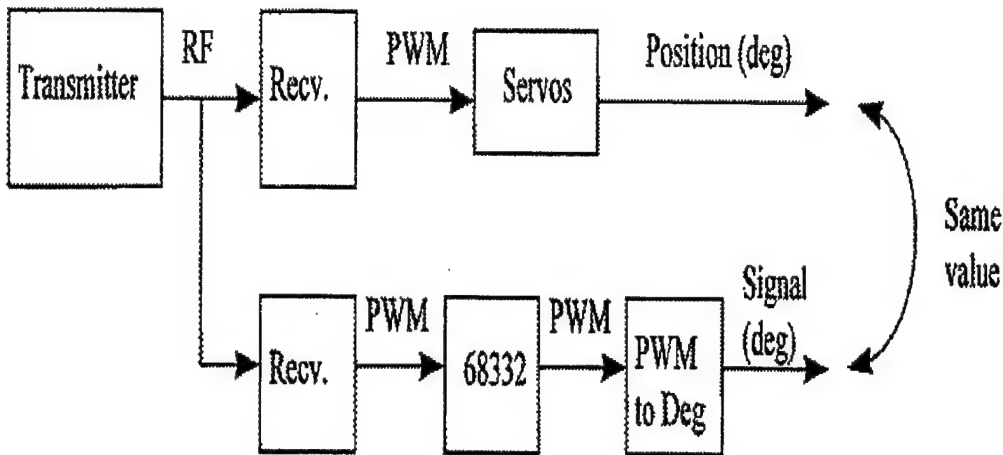 Transmitter
RF
Recv.
PWM
Servos
Position (deg)
Same
value
Recv.
PWM
68332
PWM
PWM
to Deg
Signal
(deg)